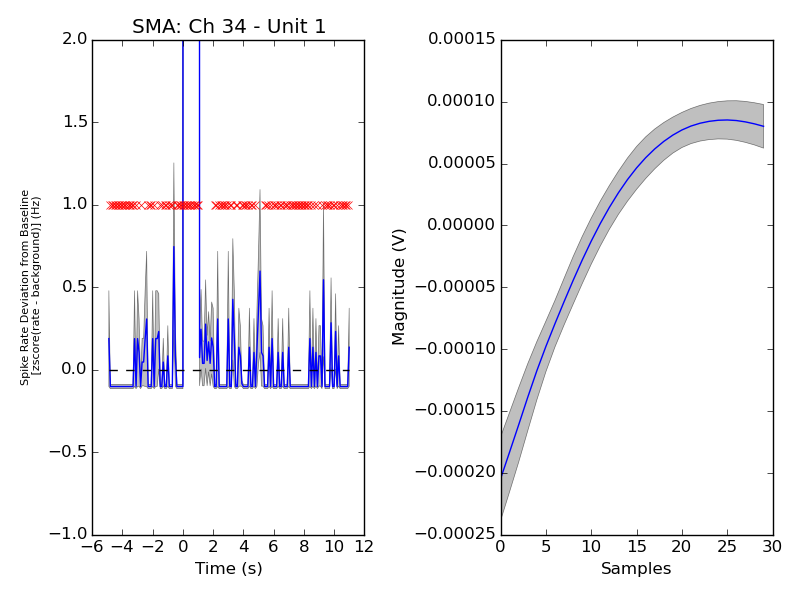 SMA: Ch 34 - Unit 1
Spike Rate Deviation from Baseline
[zscore(rate - background)] (Hz)
2.0
1.5
1.0
0.5
0.0
−0.5
−1.0
−6 −4 −2 0 2 4 6 8 10 12
Time (s)
Magnitude (V)
0.00015
0.00010
0.00005
0.00000
−0.00005
−0.00010
−0.00015
−0.00020
−0.00025
0 5 10 15 20 25 30
Samples